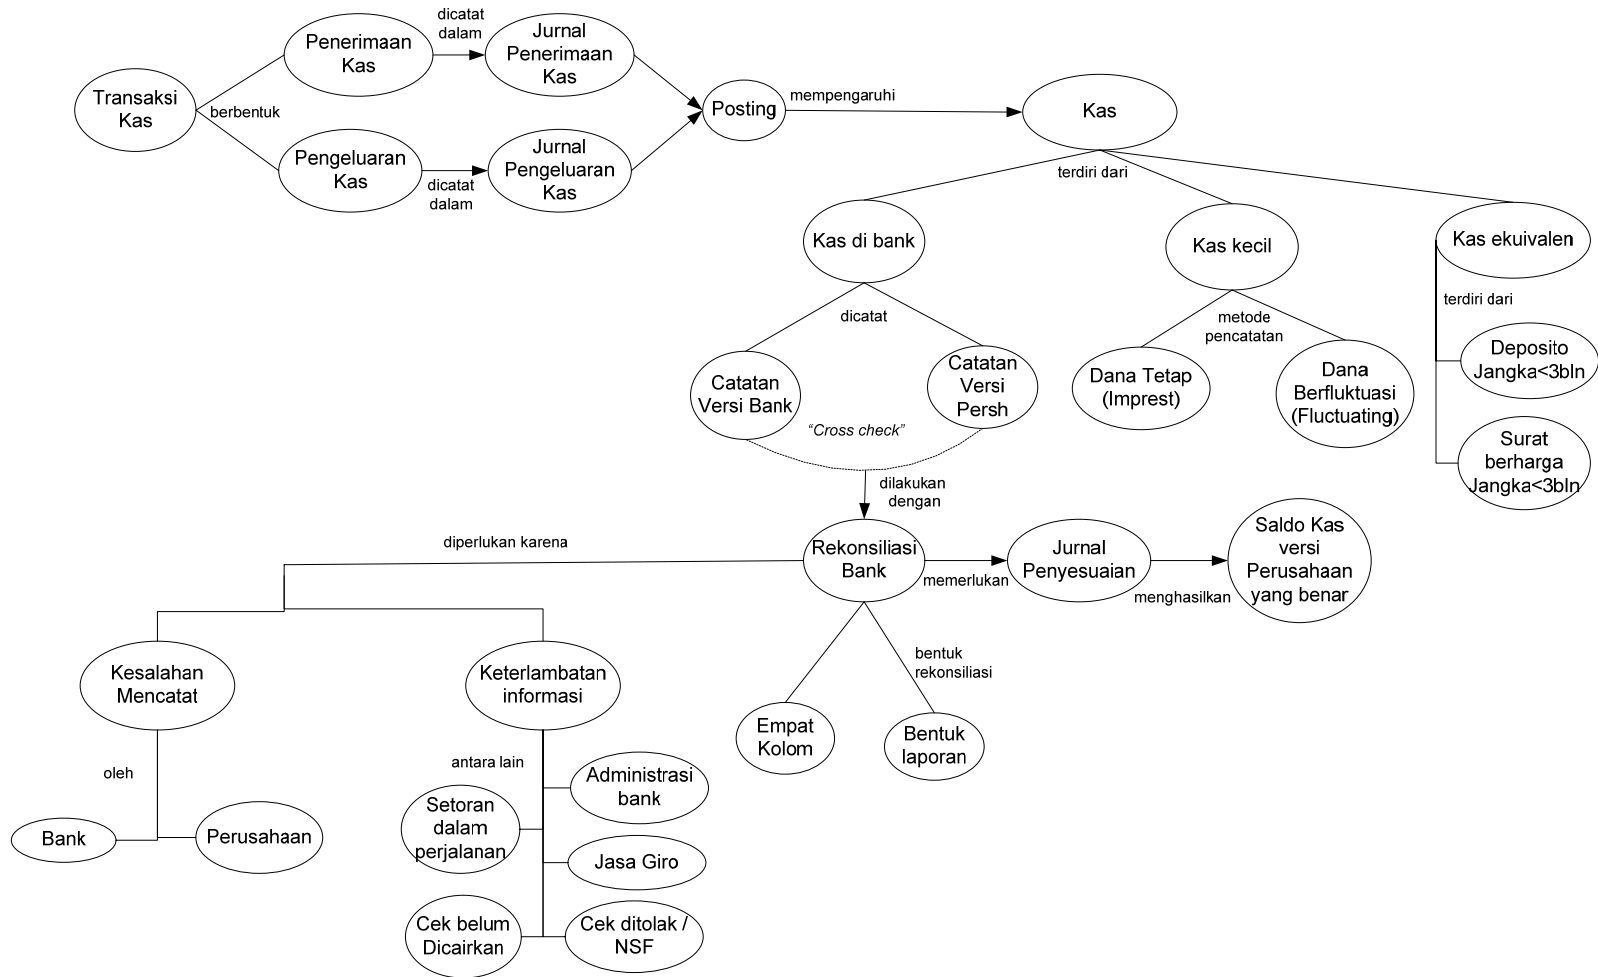 Transaksi
Kas
berbentuk
Penerimaan
Kas
dicatat
dalam
Jurnal
Penerimaan
Kas
Pengeluaran
Kas
dicatat
dalam
Jurnal
Pengeluaran
Kas
Posting
mempengaruhi
Kas
terdiri dari
Kas di bank
Kas kecil
Kas ekuivalen
dicatat
metode
pencatatan
terdiri dari
Catatan
Versi Bank
Catatan
Versi
Persh
Dana Tetap
(Imprest)
Dana
Berfluktuasi
(Fluctuating)
Deposito
Jangka<3bln
Surat
berharga
Jangka<3bln
“Cross check”
dilakukan
dengan
Rekonsiliasi
Bank
memerlukan
Jurnal
Penyesuaian
menghasilkan
Saldo Kas
versi
Perusahaan
yang benar
diperlukan karena
Kesalahan
Mencatat
Keterlambatan
informasi
bentuk
rekonsiliasi
Empat
Kolom
Bentuk
laporan
oleh
Bank
Perusahaan
antara lain
Administrasi
bank
Setoran
dalam
perjalanan
Jasa Giro
Cek belum
Dicairkan
Cek ditolak /
NSF